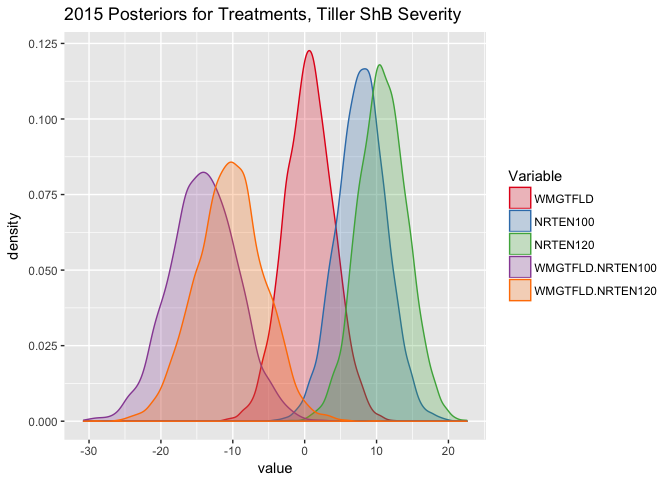 2015 Posteriors for Treatments, Tiller ShB Severity
0.125
0.100
0.075
0.050
0.025
0.000
density
-30
-20
-10
0
10
20
value
Variable
WMGTFLD
NRTEN100
NRTEN120
WMGTFLD.NRTEN100
WMGTFLD.NRTEN120